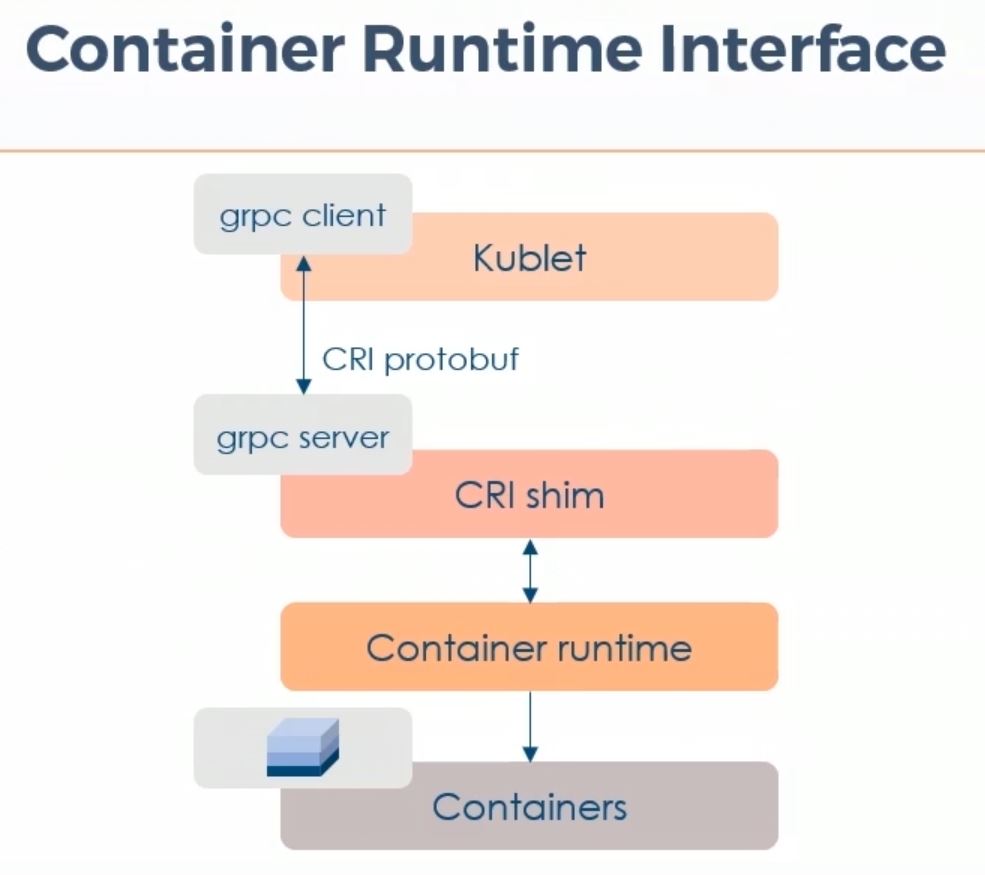 Container Runtime Interface
grpc client
Kublet
CRI protobuf
grpc server
CRI shim
Container runtime
Containers